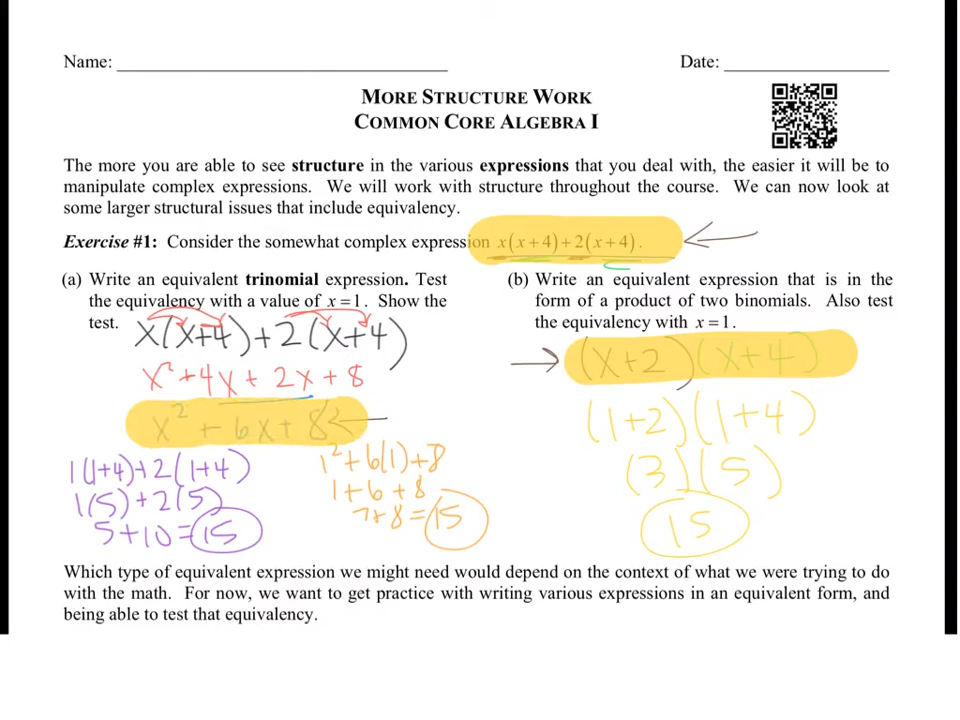 Name: ____________________ Date: ____________________
MORE STRUCTURE WORK
COMMON CORE ALGEBRA I
The more you are able to see structure in the various expressions that you deal with, the easier it will be to
manipulate complex expressions. We will work with structure throughout the course. We can now look at
some larger structural issues that include equivalency.
Exercise #1: Consider the somewhat complex expression x(x+4)+2(x+4).
(a) Write an equivalent trinomial expression. Test
the equivalency with a value of x=1. Show the
test.
x(x+4)+2(x+4)
x²+4x+2x+8
x²+6x+8
1(1+4)+2(1+4)
1(5)+2(5)
5+10=15
1²+6(1)+8
1+6+8
7+8=15
(b) Write an equivalent expression that is in the
form of a product of two binomials. Also test
the equivalency with x=1.
(x+2)(x+4)
(1+2)(1+4)
(3)(5)
15
Which type of equivalent expression we might need would depend on the context of what we were trying to do
with the math. For now, we want to get practice with writing various expressions in an equivalent form, and
being able to test that equivalency.